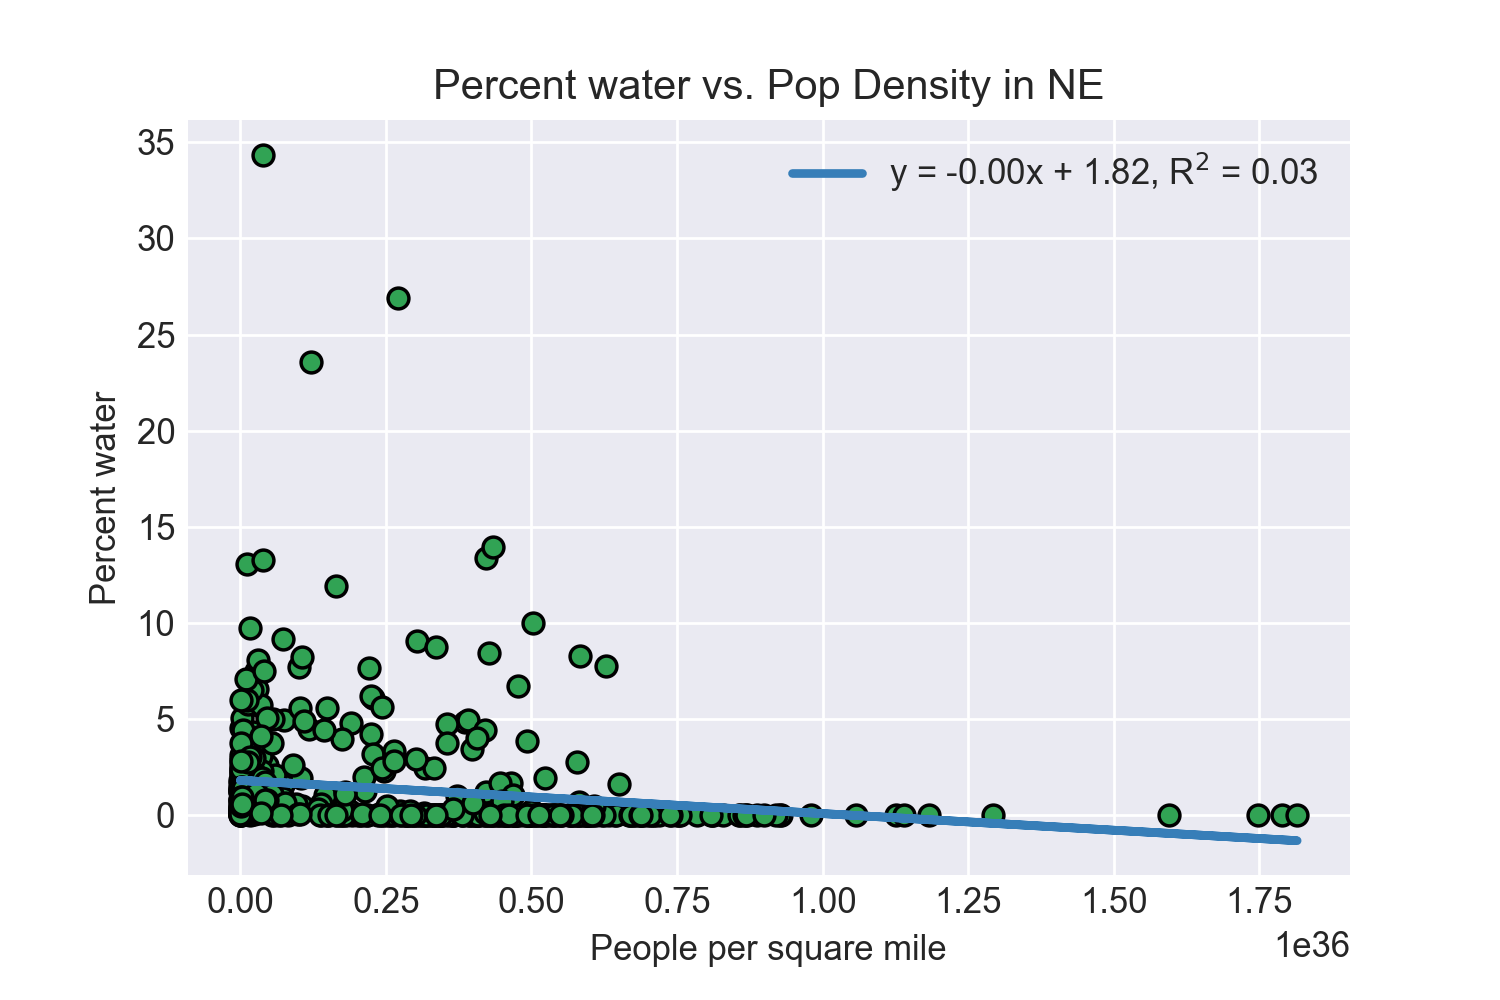 Percent water vs. Pop Density in NE
y = -0.00x + 1.82, R² = 0.03
35
30
25
20
15
10
5
0
Percent water
0.00 0.25 0.50 0.75 1.00 1.25 1.50 1.75
1e36
People per square mile